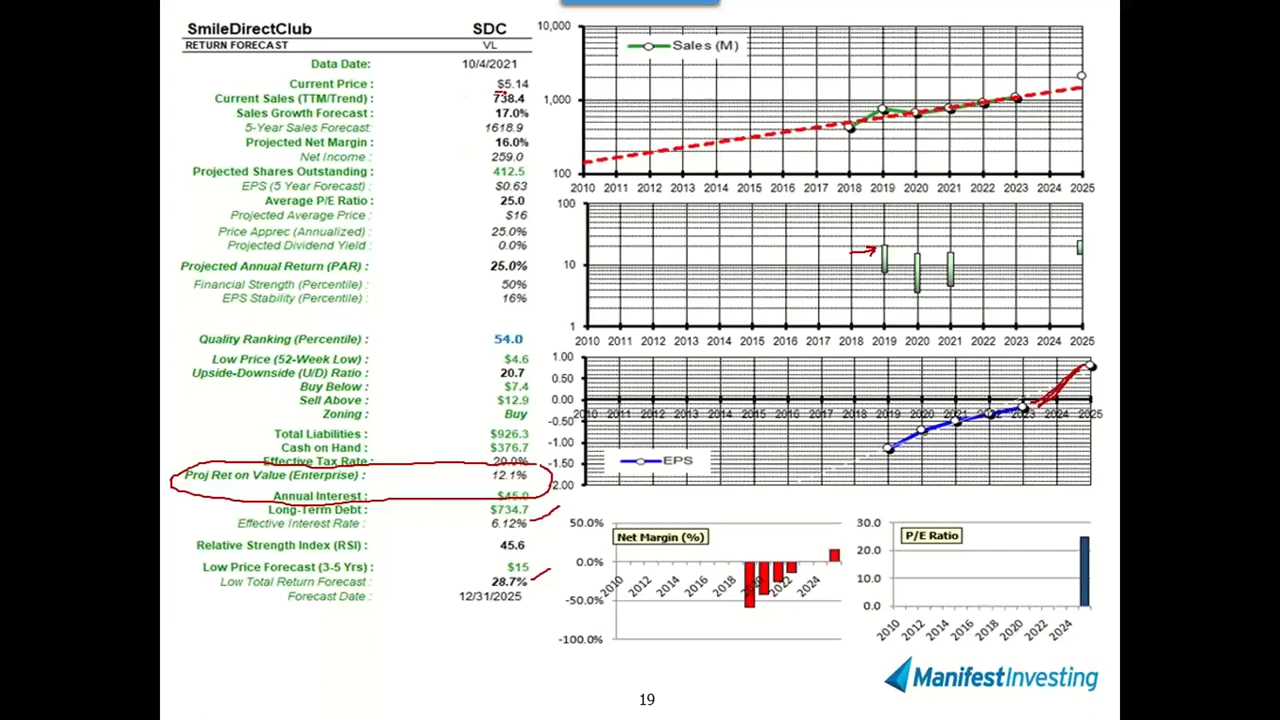 SmileDirectClub SDC
RETURN FORECAST VL
Data Date: 10/4/2021
Current Price : $5.14
Current Sales (TTM/Trend) : 738.4
Sales Growth Forecast : 17.0%
5-Year Sales Forecast: 1618.9
Projected Net Margin : 16.0%
Net Income : 259.0
Projected Shares Outstanding : 412.5
EPS (5 Year Forecast) : $0.63
Average P/E Ratio : 25.0
Projected Average Price : $16
Price Apprec (Annualized) : 25.0%
Projected Dividend Yield : 0.0%
Projected Annual Return (PAR) : 25.0%
Financial Strength (Percentile) : 50%
EPS Stability (Percentile) : 16%
Quality Ranking (Percentile) : 54.0
Low Price (52-Week Low) : $4.6
Upside-Downside (U/D) Ratio : 20.7
Buy Below : $7.4
Sell Above : $12.9
Zoning : Buy
Total Liabilities : $926.3
Cash on Hand : $376.7
Effective Tax Rate : 20.0%
Proj Ret on Value (Enterprise) : 12.1%
Annual Interest : $45.0
Long-Term Debt : $734.7
Effective Interest Rate : 6.12%
Relative Strength Index (RSI) : 45.6
Low Price Forecast (3-5 Yrs) : $15
Low Total Return Forecast : 28.7%
Forecast Date : 12/31/2025
10,000
1,000
100
Sales (M)
2010 2011 2012 2013 2014 2015 2016 2017 2018 2019 2020 2021 2022 2023 2024 2025
100
10
1
2010 2011 2012 2013 2014 2015 2016 2017 2018 2019 2020 2021 2022 2023 2024 2025
1.00
0.50
0.00
2010 2011 2012 2013 2014 2015 2016 2017 2018 2019 2020 2021 2022 2023 2024 2025
-0.50
-1.00
-1.50
-2.00
EPS
50.0%
0.0%
-50.0%
-100.0%
Net Margin (%)
2010 2012 2014 2016 2018 2020 2022 2024
30.0
20.0
10.0
0.0
P/E Ratio
2010 2012 2014 2016 2018 2020 2022 2024
ManifestInvesting
19